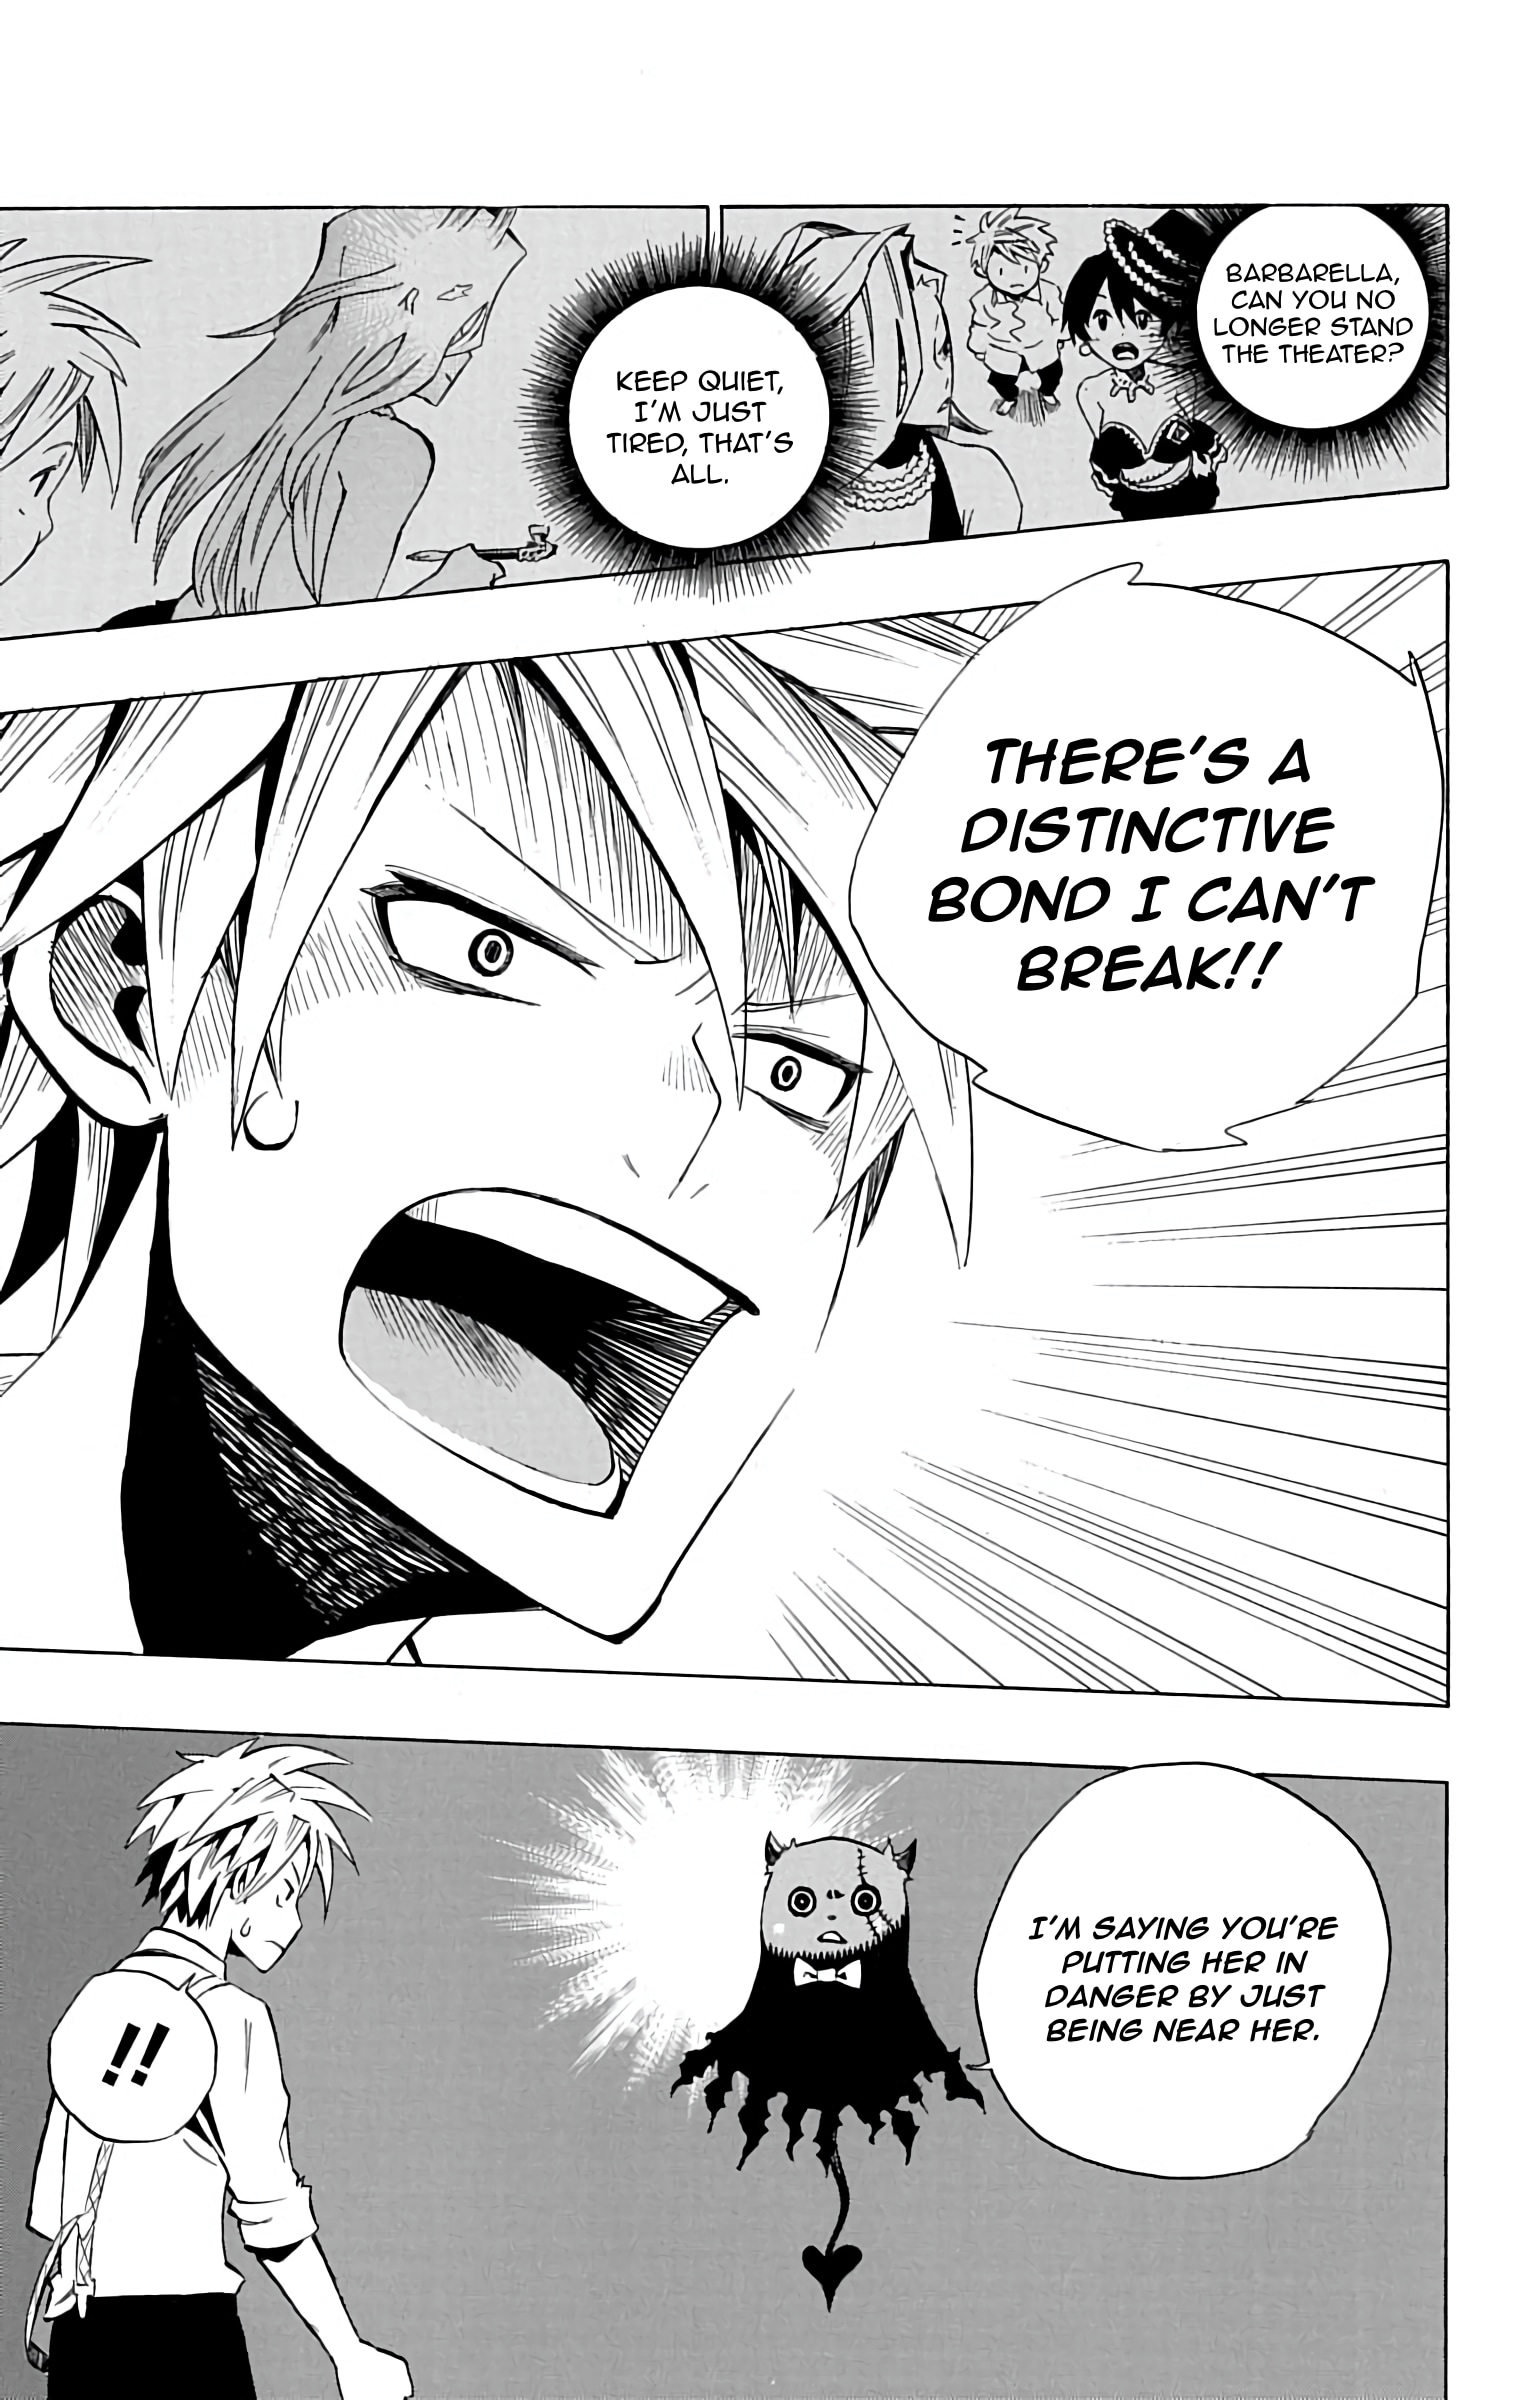 BARBARELLA,
CAN YOU NO
LONGER STAND
THE THEATER?
KEEP QUIET,
I'M JUST
TIRED, THAT'S
ALL.
THERE'S A
DISTINCTIVE
BOND I CAN'T
BREAK!!
I'M SAYING YOU'RE
PUTTING HER IN
DANGER BY JUST
BEING NEAR HER.
!!